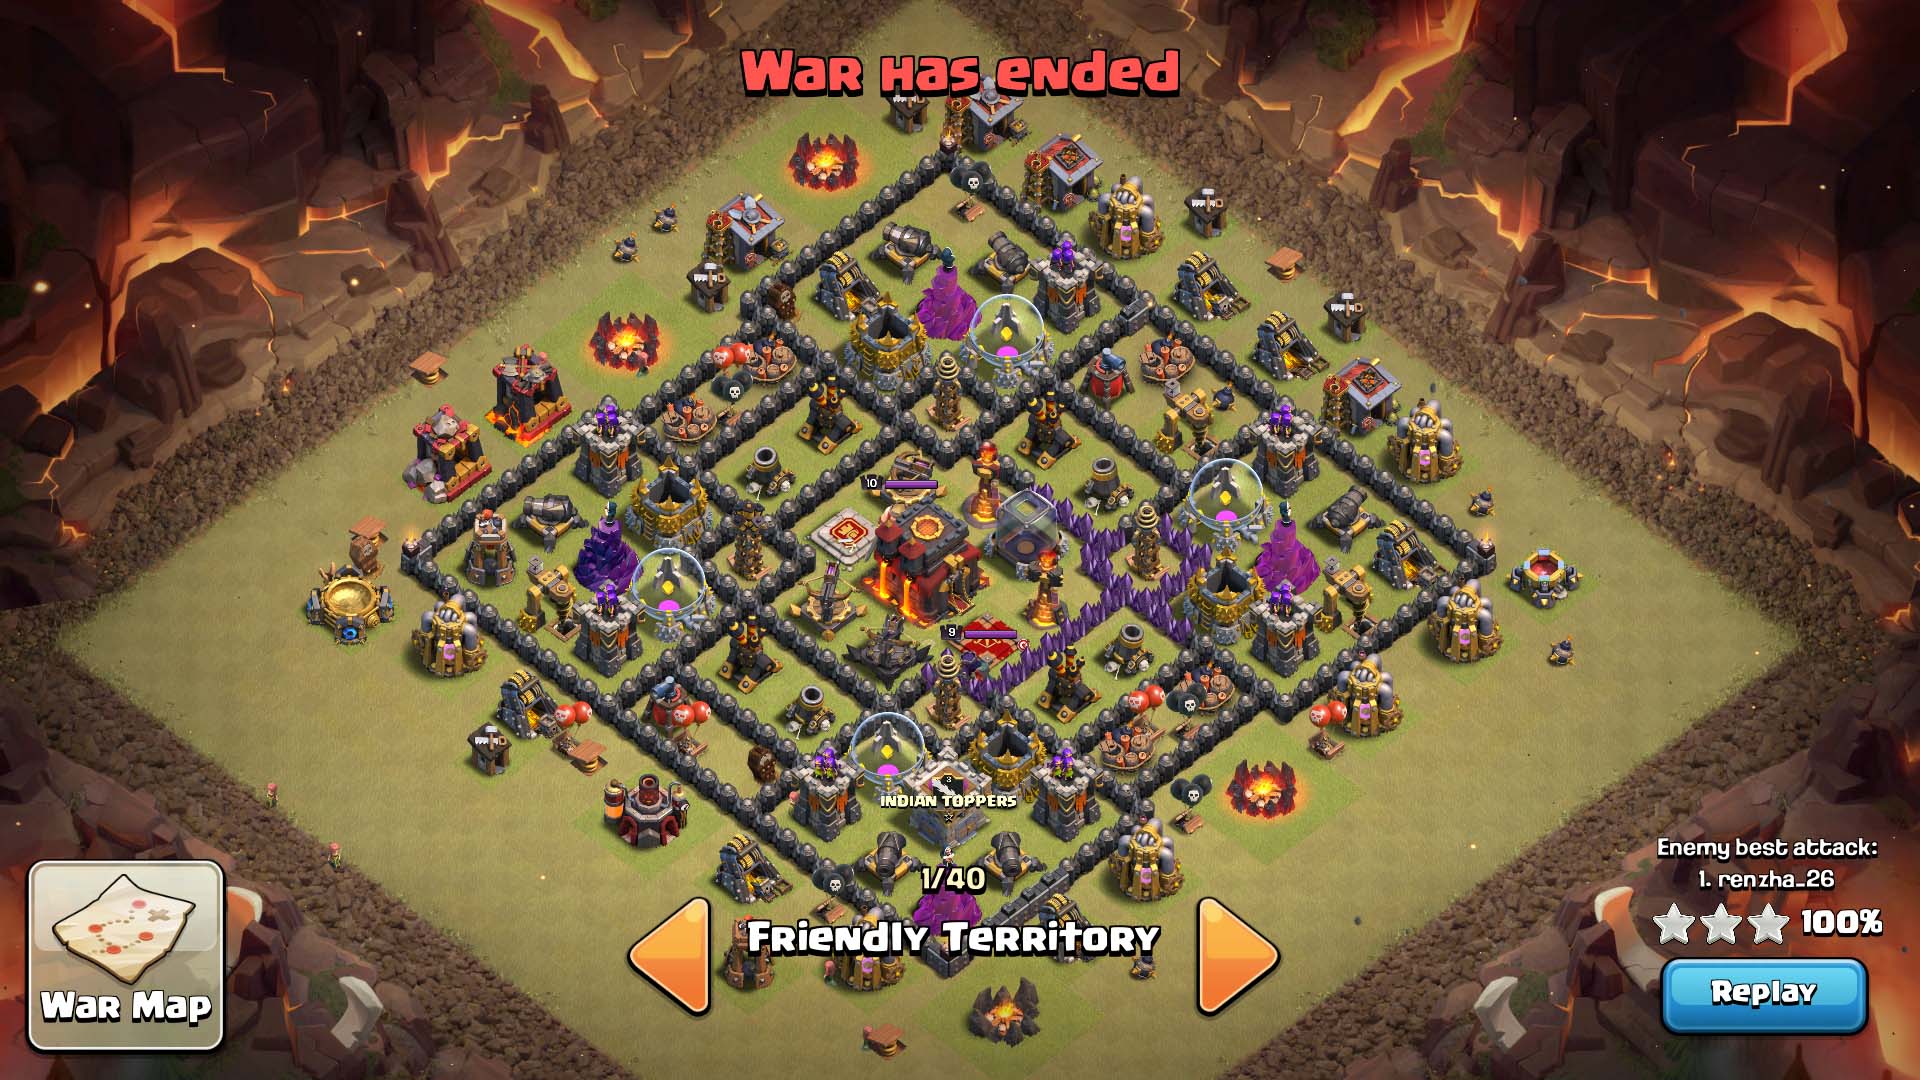 War has ended
10
9
3
INDIAN TOPPERS
1/40
Friendly Territory
War Map
Enemy best attack:
1. renzha_26
100%
Replay